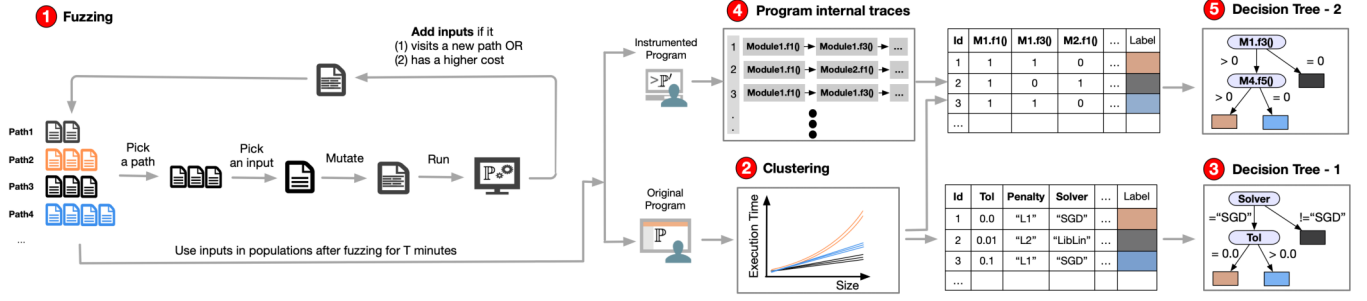 1 Fuzzing
Add inputs if it
(1) visits a new path OR
(2) has a higher cost
Path1
Path2
Path3
Path4
...
Pick
a path
Pick
an input
Mutate
Run
ℙ
Use inputs in populations after fuzzing for T minutes
Instrumented
Program
>ℙ′
Original
Program
ℙ
4 Program internal traces
1 Module1.f1() Module1.f3() ...
2 Module1.f1() Module2.f1() ...
3 Module1.f1() Module1.f3() ...
.
.
2 Clustering
Execution Time
Size
Id M1.f1() M1.f3() M2.f1() ... Label
1 1 1 0 ...
2 1 0 1 ...
3 1 1 0 ...
...
Id Tol Penalty Solver ... Label
1 0.0 “L1” “SGD” ...
2 0.01 “L2” “LibLin” ...
3 0.1 “L1” “SGD” ...
...
5 Decision Tree - 2
M1.f3()
> 0 = 0
M4.f5()
> 0 = 0
3 Decision Tree - 1
Solver
=“SGD” !=“SGD”
Tol
= 0.0 > 0.0